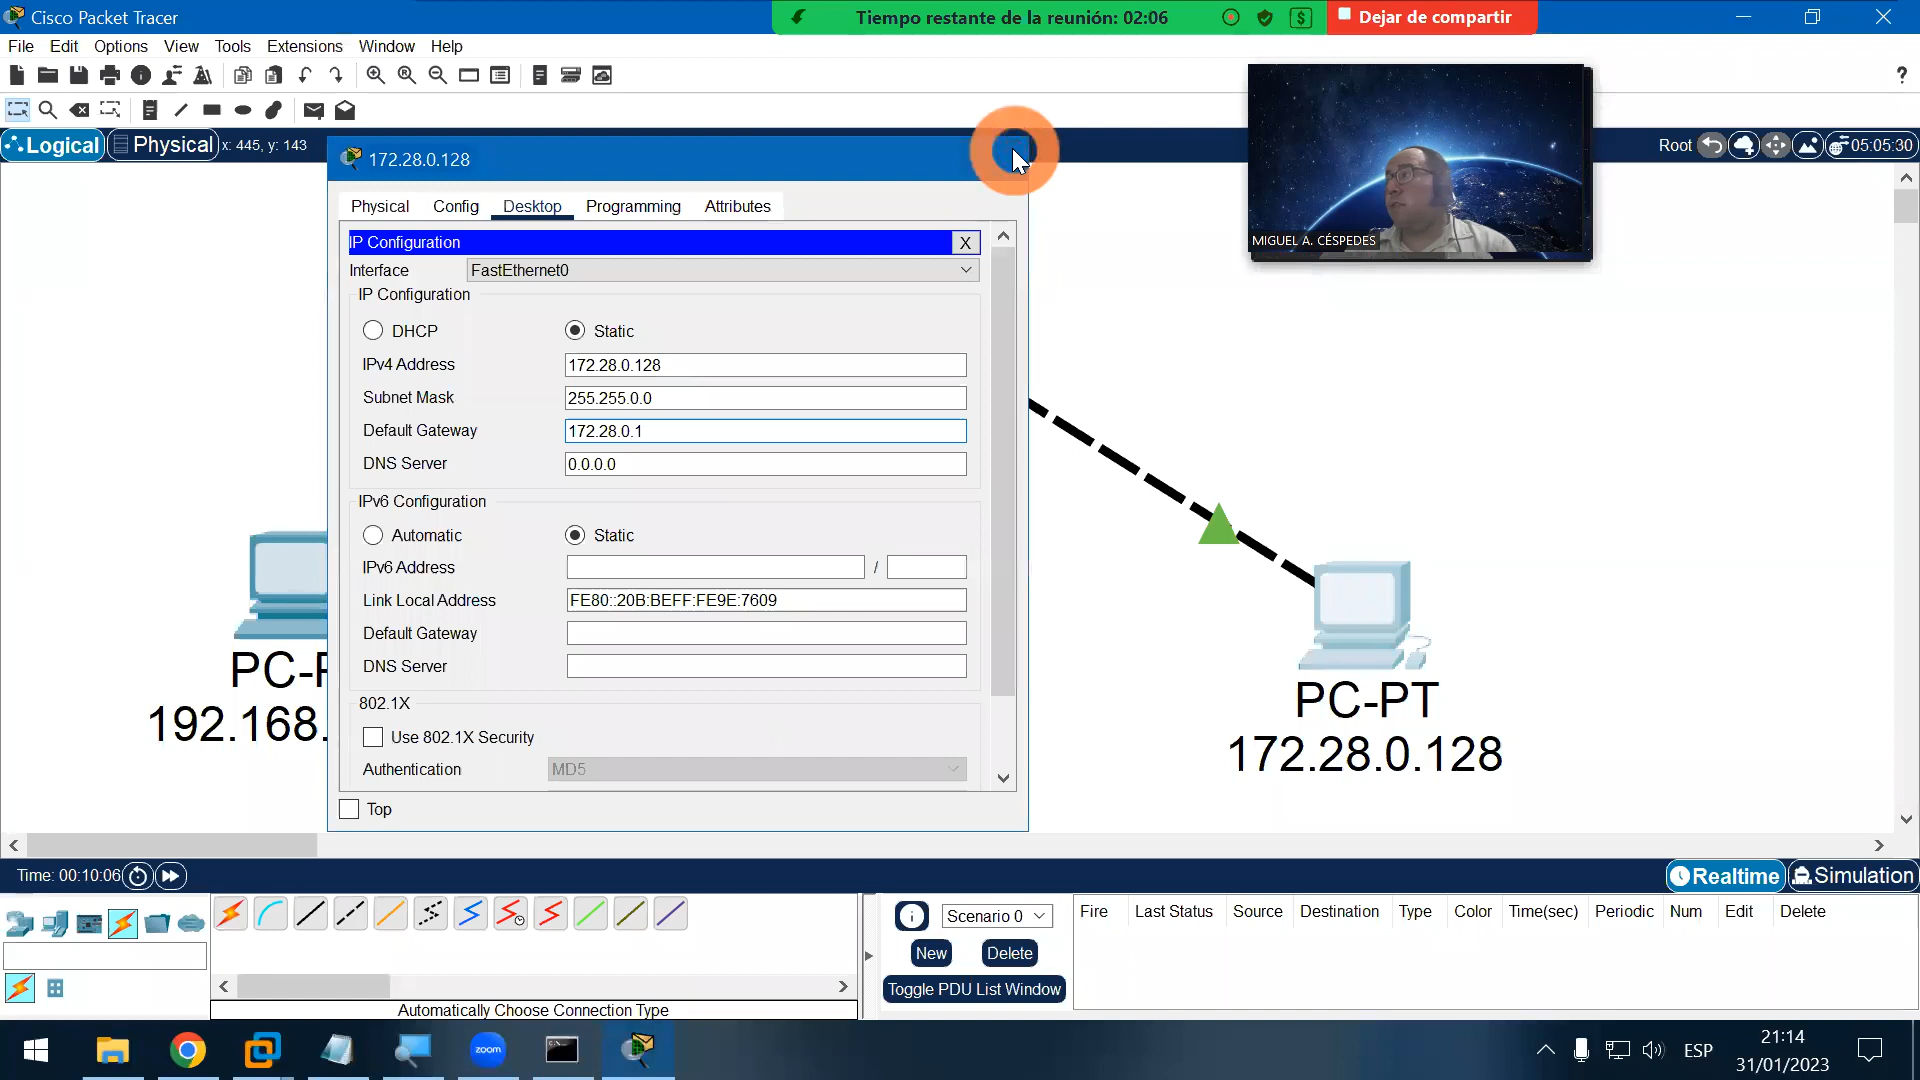 Cisco Packet Tracer
Tiempo restante de la reunión: 02:06
Dejar de compartir
File Edit Options View Tools Extensions Window Help
Logical
Physical
x: 445, y: 143
Root
05:05:30
172.28.0.128
MIGUEL A. CÉSPEDES
Physical Config Desktop Programming Attributes
IP Configuration
X
Interface FastEthernet0
IP Configuration
DHCP Static
IPv4 Address 172.28.0.128
Subnet Mask 255.255.0.0
Default Gateway 172.28.0.1
DNS Server 0.0.0.0
IPv6 Configuration
Automatic Static
IPv6 Address /
Link Local Address FE80::20B:BEFF:FE9E:7609
Default Gateway
DNS Server
802.1X
Use 802.1X Security
Authentication MD5
Top
192.168.
PC-PT
172.28.0.128
Time: 00:10:06
Realtime
Simulation
Scenario 0
New
Delete
Toggle PDU List Window
Fire Last Status Source Destination Type Color Time(sec) Periodic Num Edit Delete
Automatically Choose Connection Type
zoom
ESP
21:14
31/01/2023